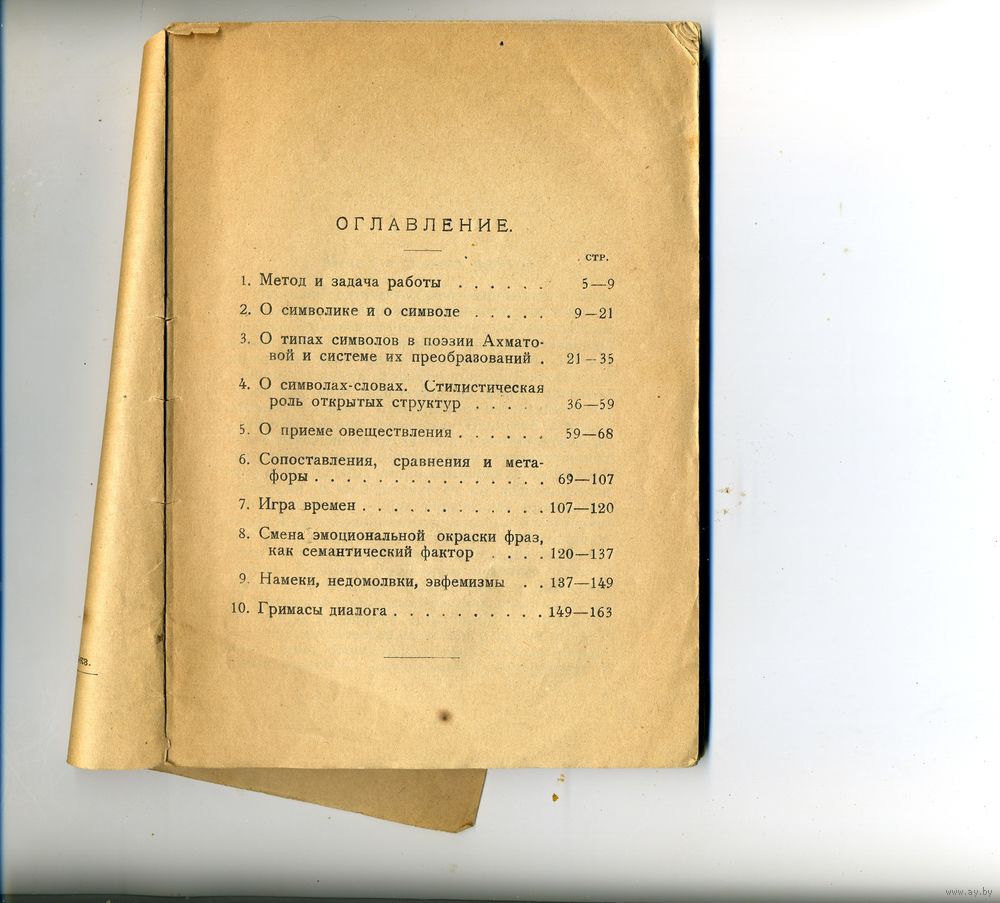 ОГЛАВЛЕНИЕ.
СТР.
1. Метод и задача работы . . . . . . 5—9
2. О символике и о символе . . . . . 9—21
3. О типах символов в поэзии Ахмато-
вой и системе их преобразований . 21—35
4. О символах-словах. Стилистическая
роль открытых структур . . . . 36—59
5. О приеме овеществления . . . . . . 59—68
6. Сопоставления, сравнения и мета-
форы . . . . . . . . . . . . . . . 69—107
7. Игра времен . . . . . . . . . . . . 107—120
8. Смена эмоциональной окраски фраз,
как семантический фактор . . . . 120—137
9. Намеки, недомолвки, эвфемизмы . . 137—149
10. Гримасы диалога . . . . . . . . . . 149—163
www.ay.by